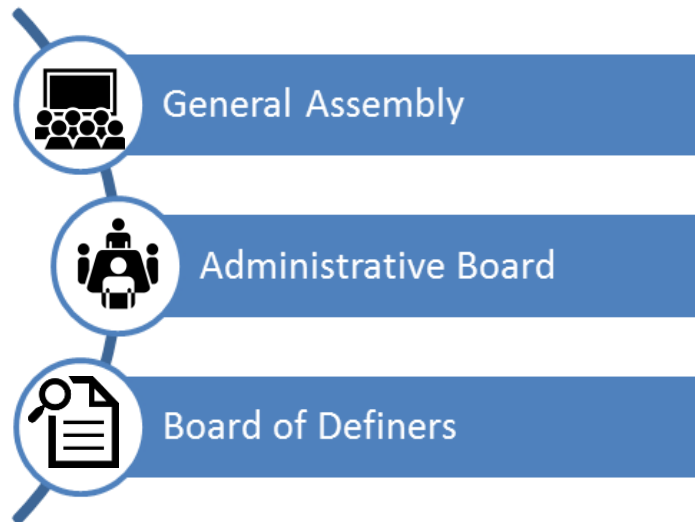 General Assembly
Administrative Board
Board of Definers